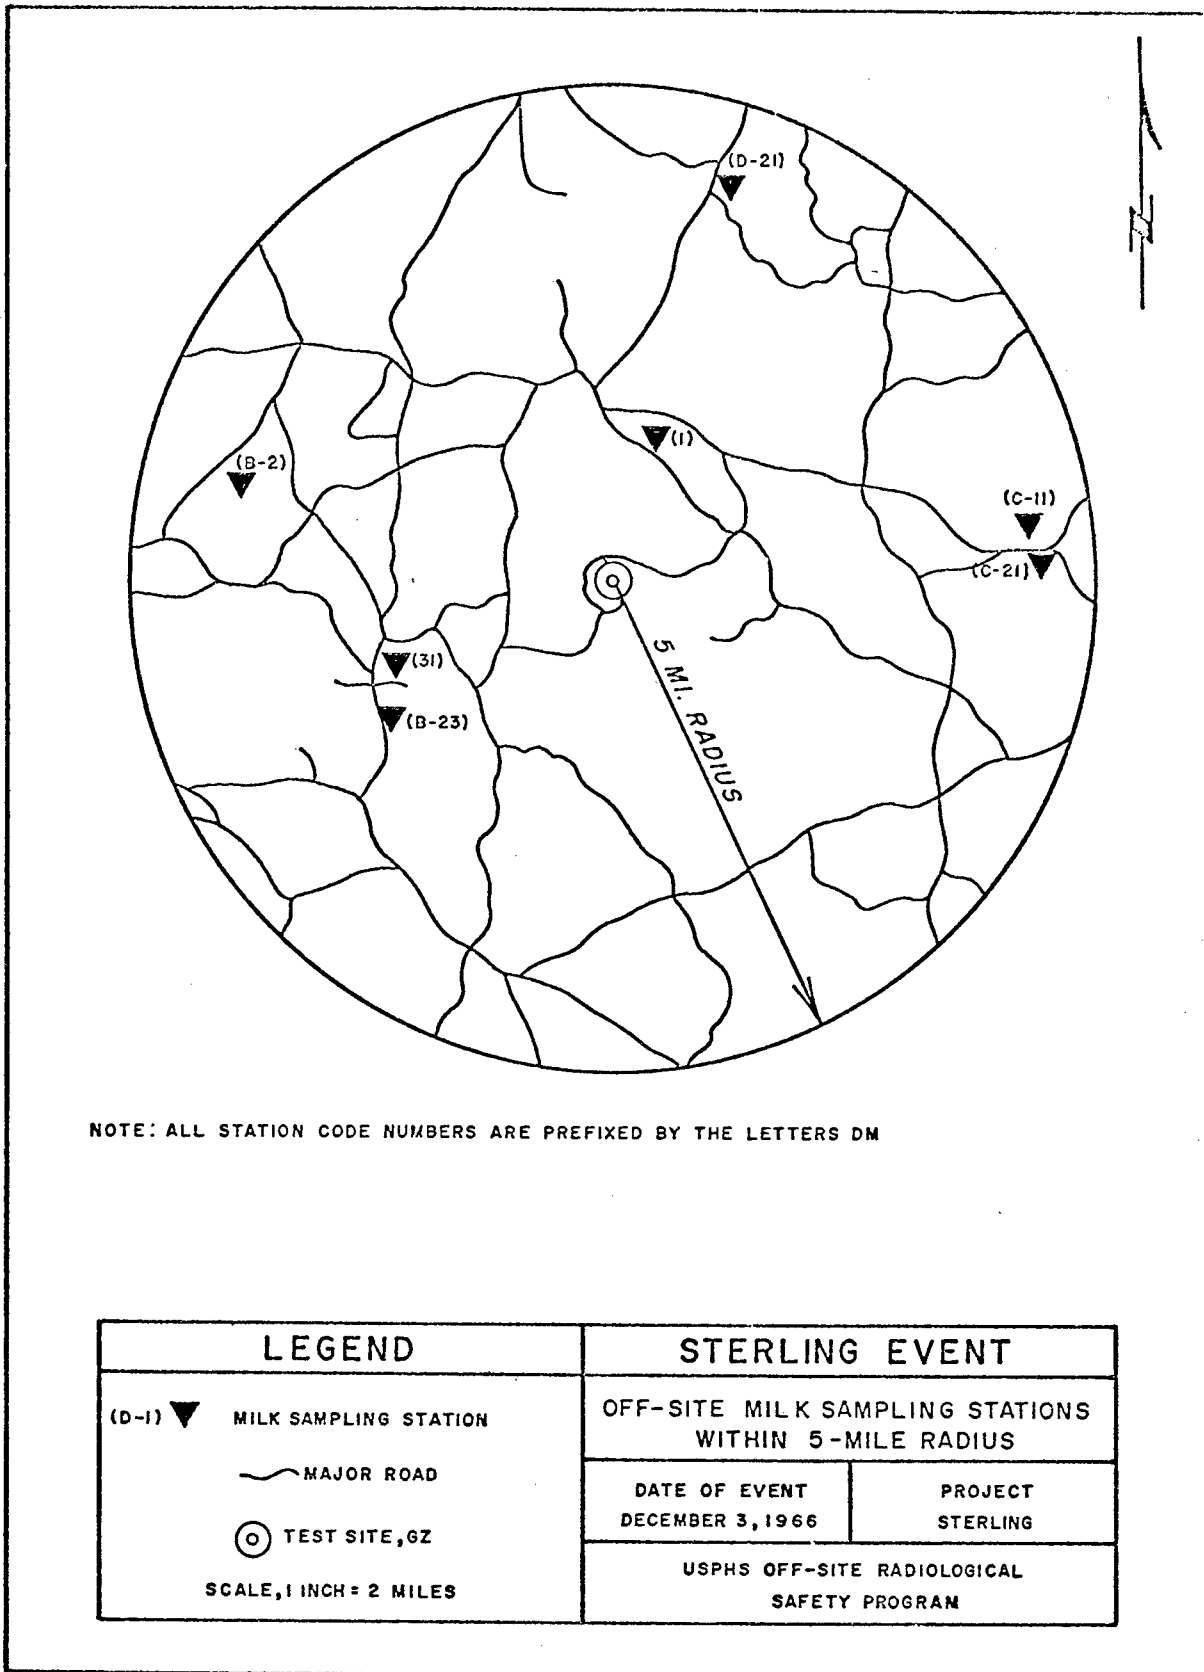 N
(D-21)
(1)
(B-2)
(C-11)
(C-21)
(31)
(B-23)
5 MI. RADIUS
NOTE: ALL STATION CODE NUMBERS ARE PREFIXED BY THE LETTERS DM
LEGEND
(D-1) MILK SAMPLING STATION
MAJOR ROAD
TEST SITE, GZ
SCALE, 1 INCH = 2 MILES
STERLING EVENT
OFF-SITE MILK SAMPLING STATIONS
WITHIN 5-MILE RADIUS
DATE OF EVENT
DECEMBER 3, 1966
PROJECT
STERLING
USPHS OFF-SITE RADIOLOGICAL
SAFETY PROGRAM